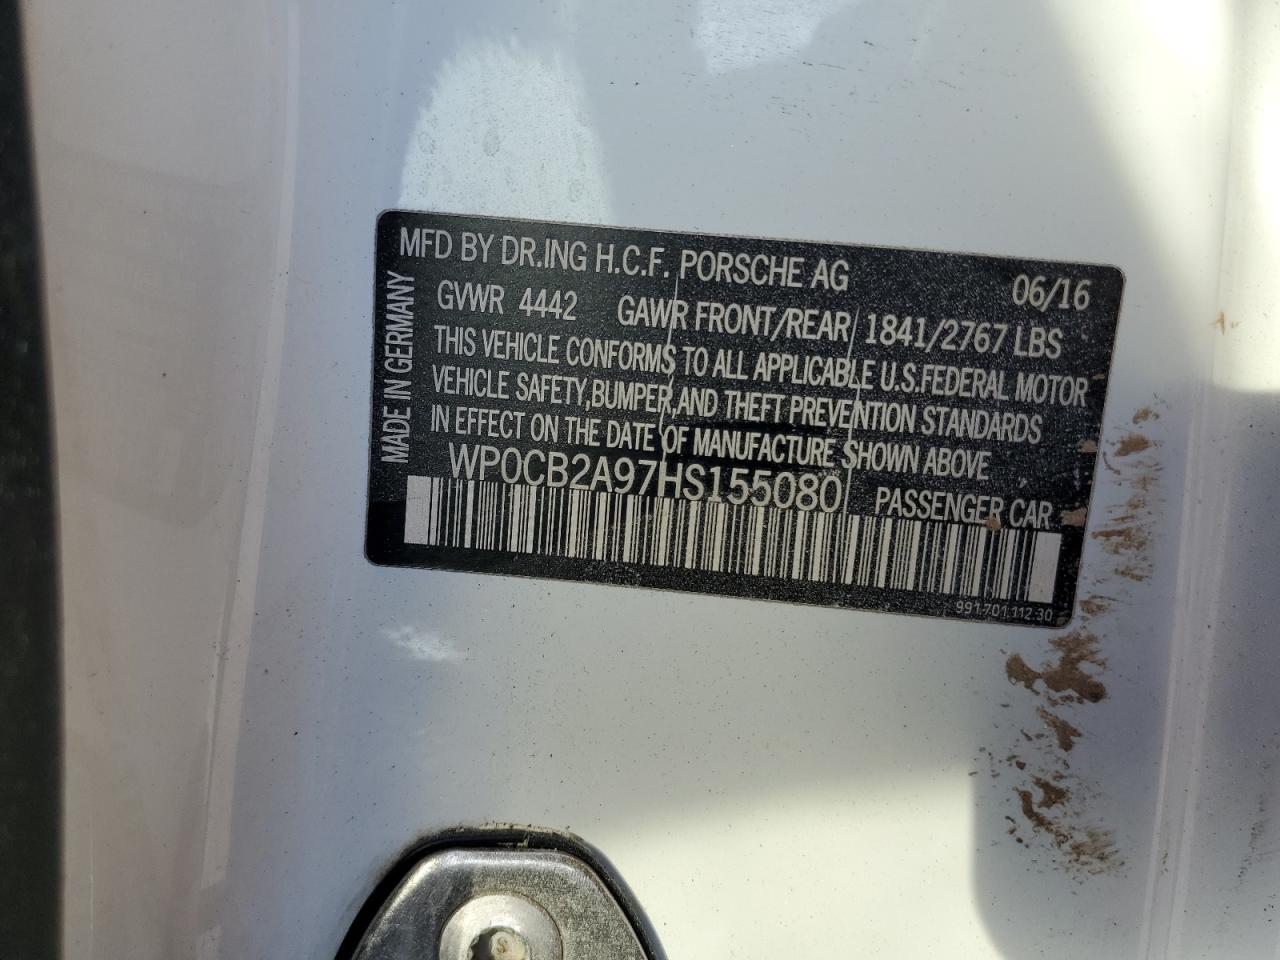 MFD BY DR.ING H.C.F. PORSCHE AG 06/16
MADE IN GERMANY
GVWR 4442 GAWR FRONT/REAR 1841/2767 LBS
THIS VEHICLE CONFORMS TO ALL APPLICABLE U.S.FEDERAL MOTOR
VEHICLE SAFETY,BUMPER,AND THEFT PREVENTION STANDARDS
IN EFFECT ON THE DATE OF MANUFACTURE SHOWN ABOVE
WP0CB2A97HS155080 PASSENGER CAR
991.701.112.30
S